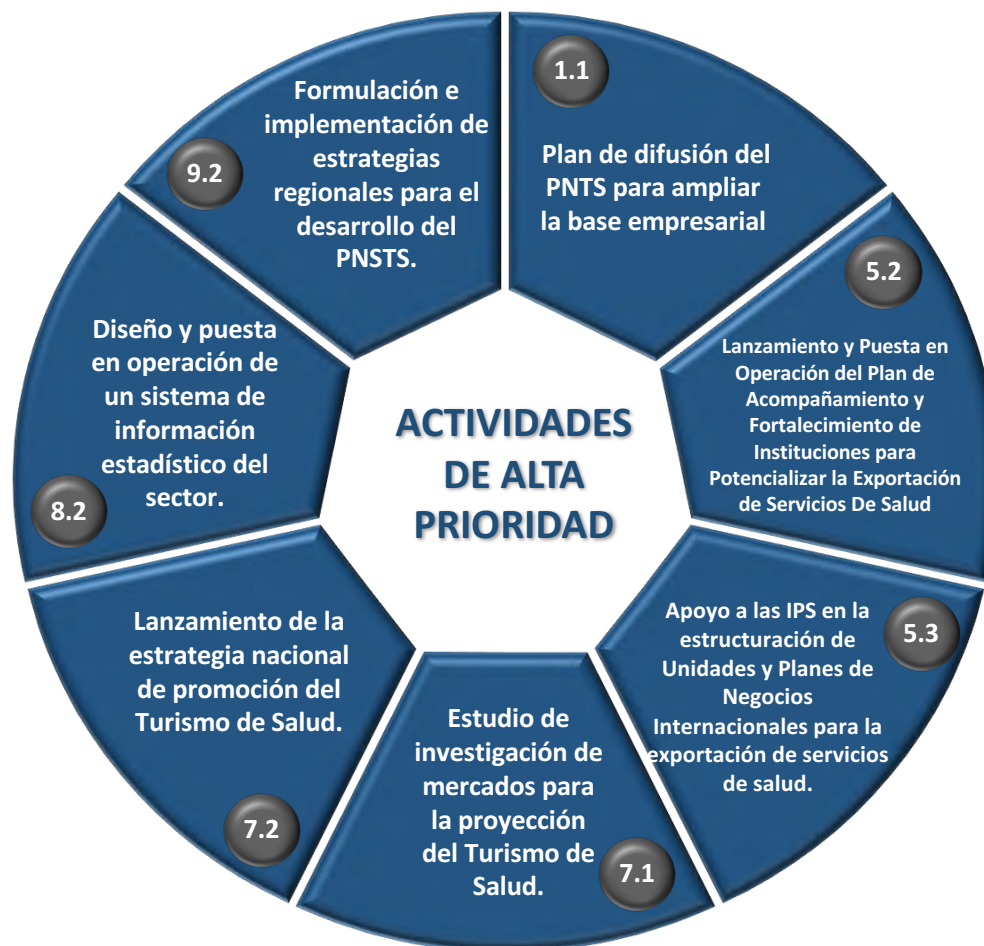 ACTIVIDADES
DE ALTA
PRIORIDAD
1.1
Plan de difusión del
PNTS para ampliar
la base empresarial
5.2
Lanzamiento y Puesta en
Operación del Plan de
Acompañamiento y
Fortalecimiento de
Instituciones para
Potencializar la Exportación
de Servicios De Salud
5.3
Apoyo a las IPS en la
estructuración de
Unidades y Planes de
Negocios
Internacionales para la
exportación de servicios
de salud.
7.1
Estudio de
investigación de
mercados para
la proyección
del Turismo de
Salud.
7.2
Lanzamiento de la
estrategia nacional
de promoción del
Turismo de Salud.
8.2
Diseño y puesta
en operación de
un sistema de
información
estadístico del
sector.
9.2
Formulación e
implementación de
estrategias
regionales para el
desarrollo del
PNSTS.